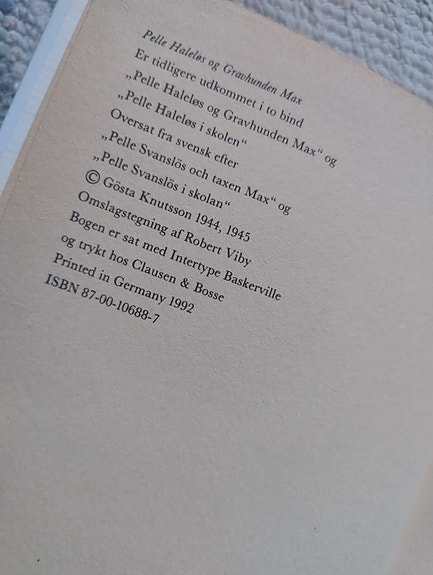 Pelle Haleløs og Gravhunden Max
Er tidligere udkommet i to bind
„Pelle Haleløs og Gravhunden Max“ og
„Pelle Haleløs i skolen“
Oversat fra svensk efter
„Pelle Svanslös och taxen Max“ og
„Pelle Svanslös i skolan“
© Gösta Knutsson 1944, 1945
Omslagstegning af Robert Viby
Bogen er sat med Intertype Baskerville
og trykt hos Clausen & Bosse
Printed in Germany 1992
ISBN 87-00-10688-7